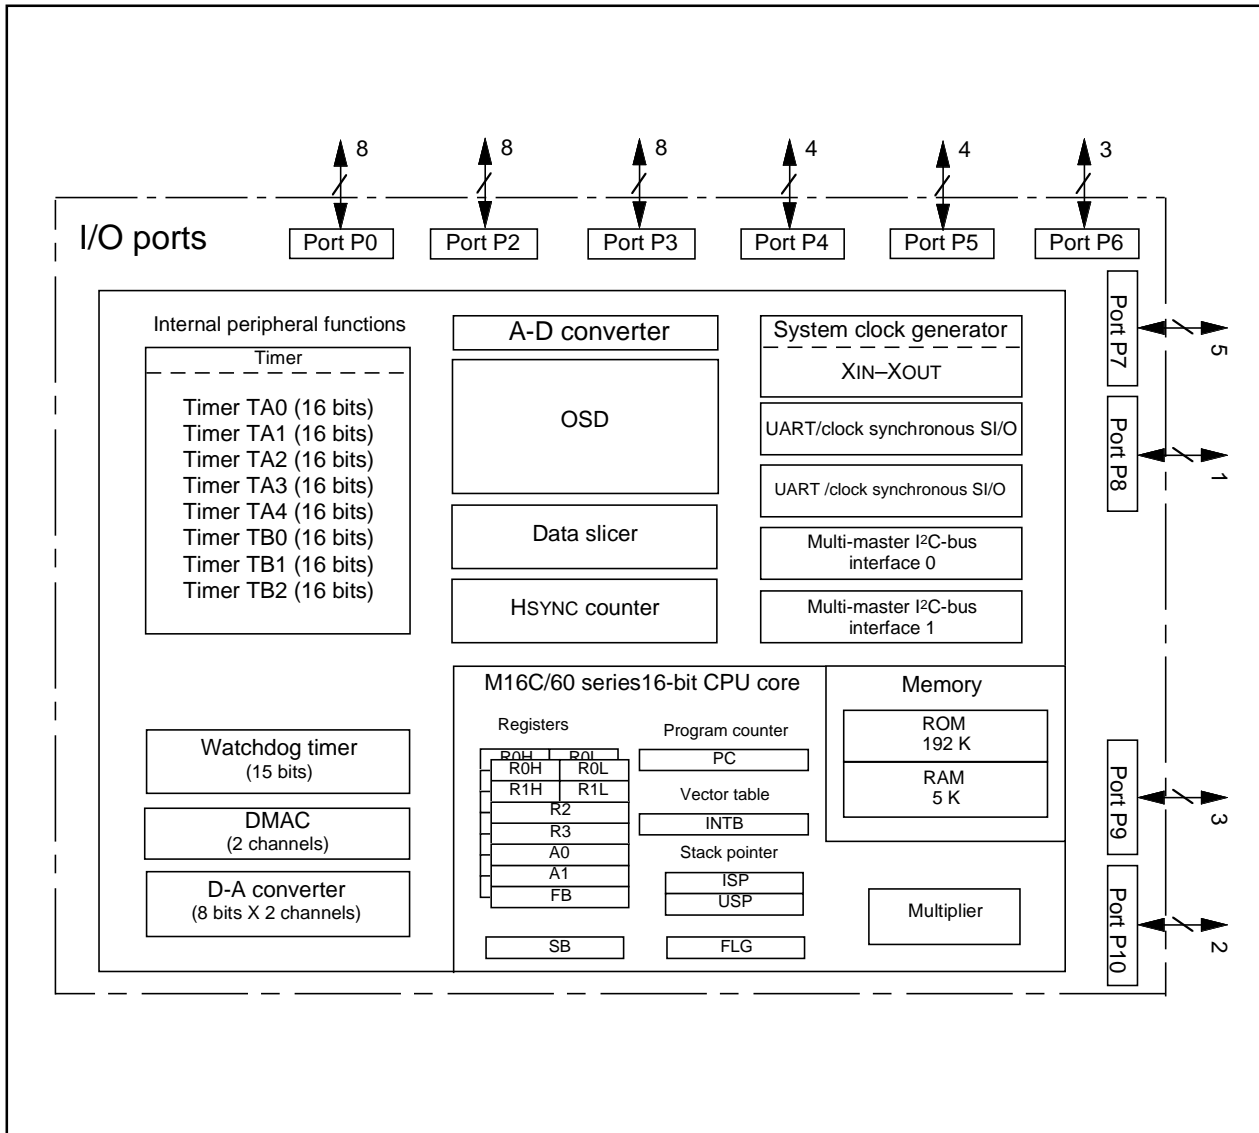 8
8
8
4
4
3
I/O ports
Port P0
Port P2
Port P3
Port P4
Port P5
Port P6
Port P7
5
Port P8
1
Port P9
3
Port P10
2
Internal peripheral functions
Timer
Timer TA0 (16 bits)
Timer TA1 (16 bits)
Timer TA2 (16 bits)
Timer TA3 (16 bits)
Timer TA4 (16 bits)
Timer TB0 (16 bits)
Timer TB1 (16 bits)
Timer TB2 (16 bits)
Watchdog timer
(15 bits)
DMAC
(2 channels)
D-A converter
(8 bits X 2 channels)
A-D converter
OSD
Data slicer
HSYNC counter
System clock generator
XIN–XOUT
UART/clock synchronous SI/O
UART /clock synchronous SI/O
Multi-master I²C-bus
interface 0
Multi-master I²C-bus
interface 1
M16C/60 series16-bit CPU core
Registers
R0H
R0L
R0H
R0L
R1H
R1L
R2
R3
A0
A1
FB
SB
Program counter
PC
Vector table
INTB
Stack pointer
ISP
USP
FLG
Memory
ROM
192 K
RAM
5 K
Multiplier